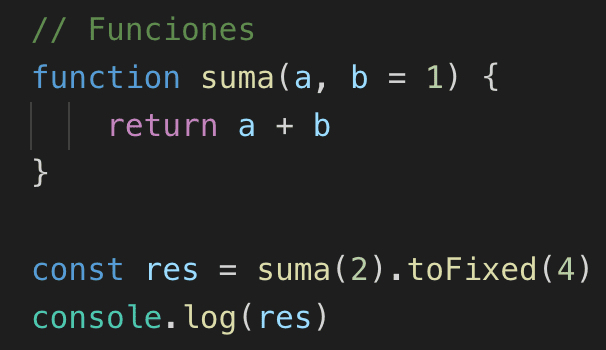 // Funciones
function suma(a, b = 1) {
return a + b
}
const res = suma(2).toFixed(4)
console.log(res)